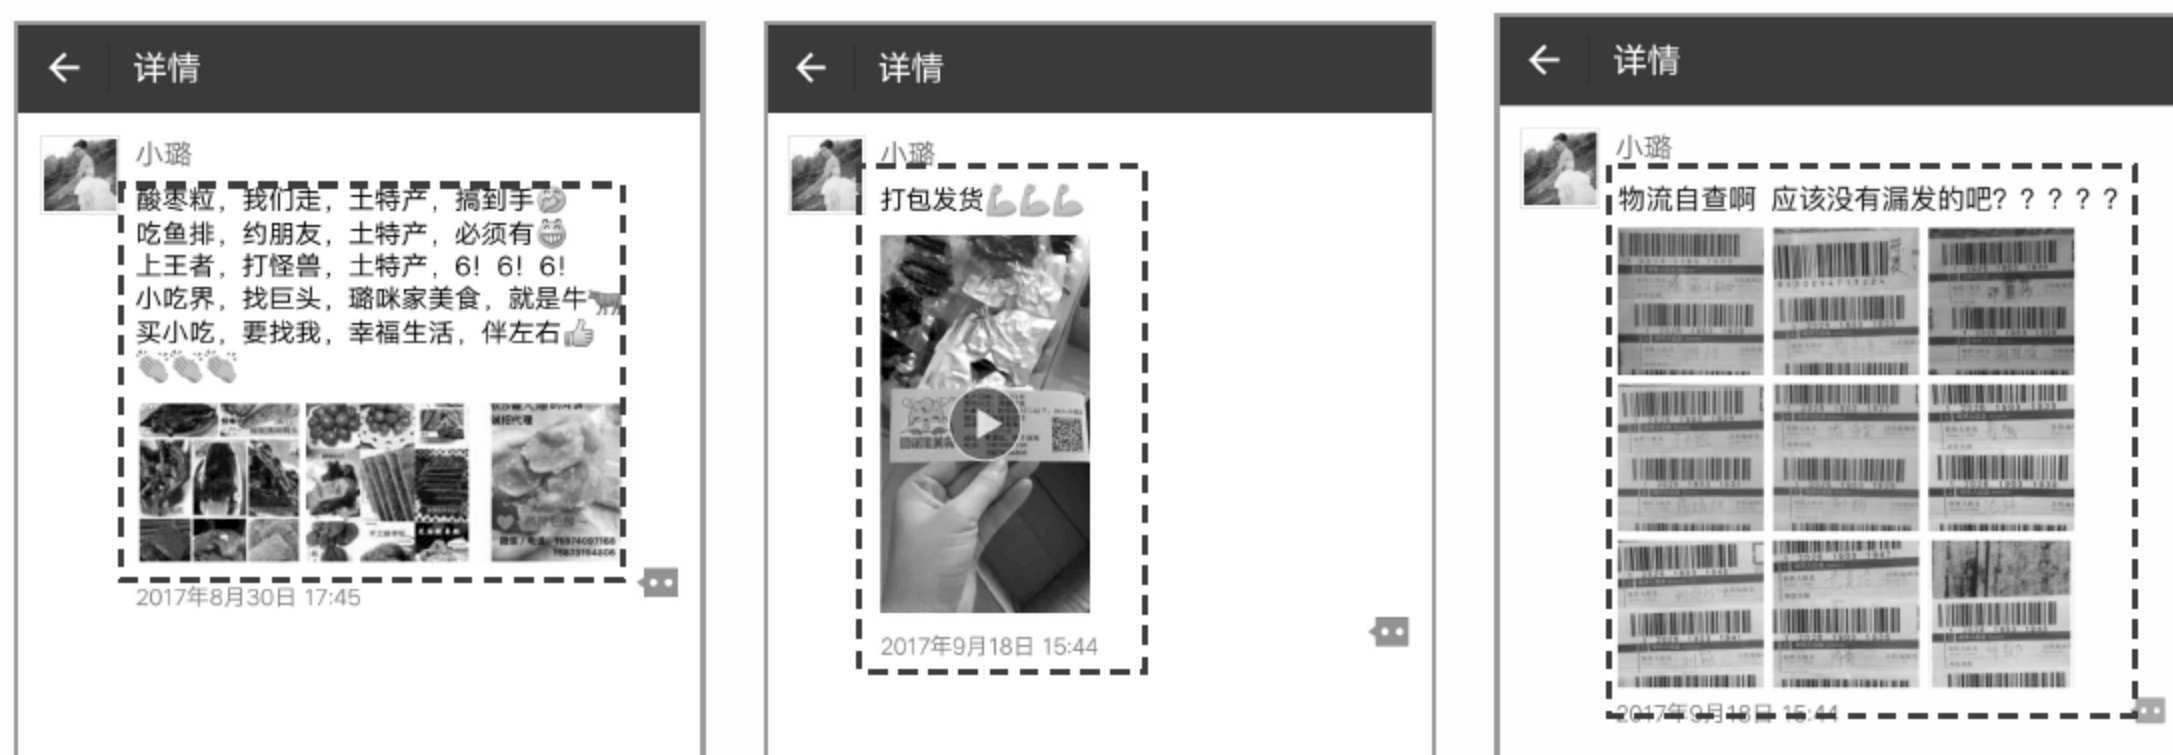 详情
小璐
酸枣粒，我们走，土特产，搞到手
吃鱼排，约朋友，土特产，必须有
上王者，打怪兽，土特产，6！6！6！
小吃界，找巨头，璐咪家美食，就是牛
买小吃，要找我，幸福生活，伴左右
诚招代理
2017年8月30日 17:45
详情
小璐
打包发货
2017年9月18日 15:44
详情
小璐
物流自查啊 应该没有漏发的吧？？？？？
2017年9月18日 15:44